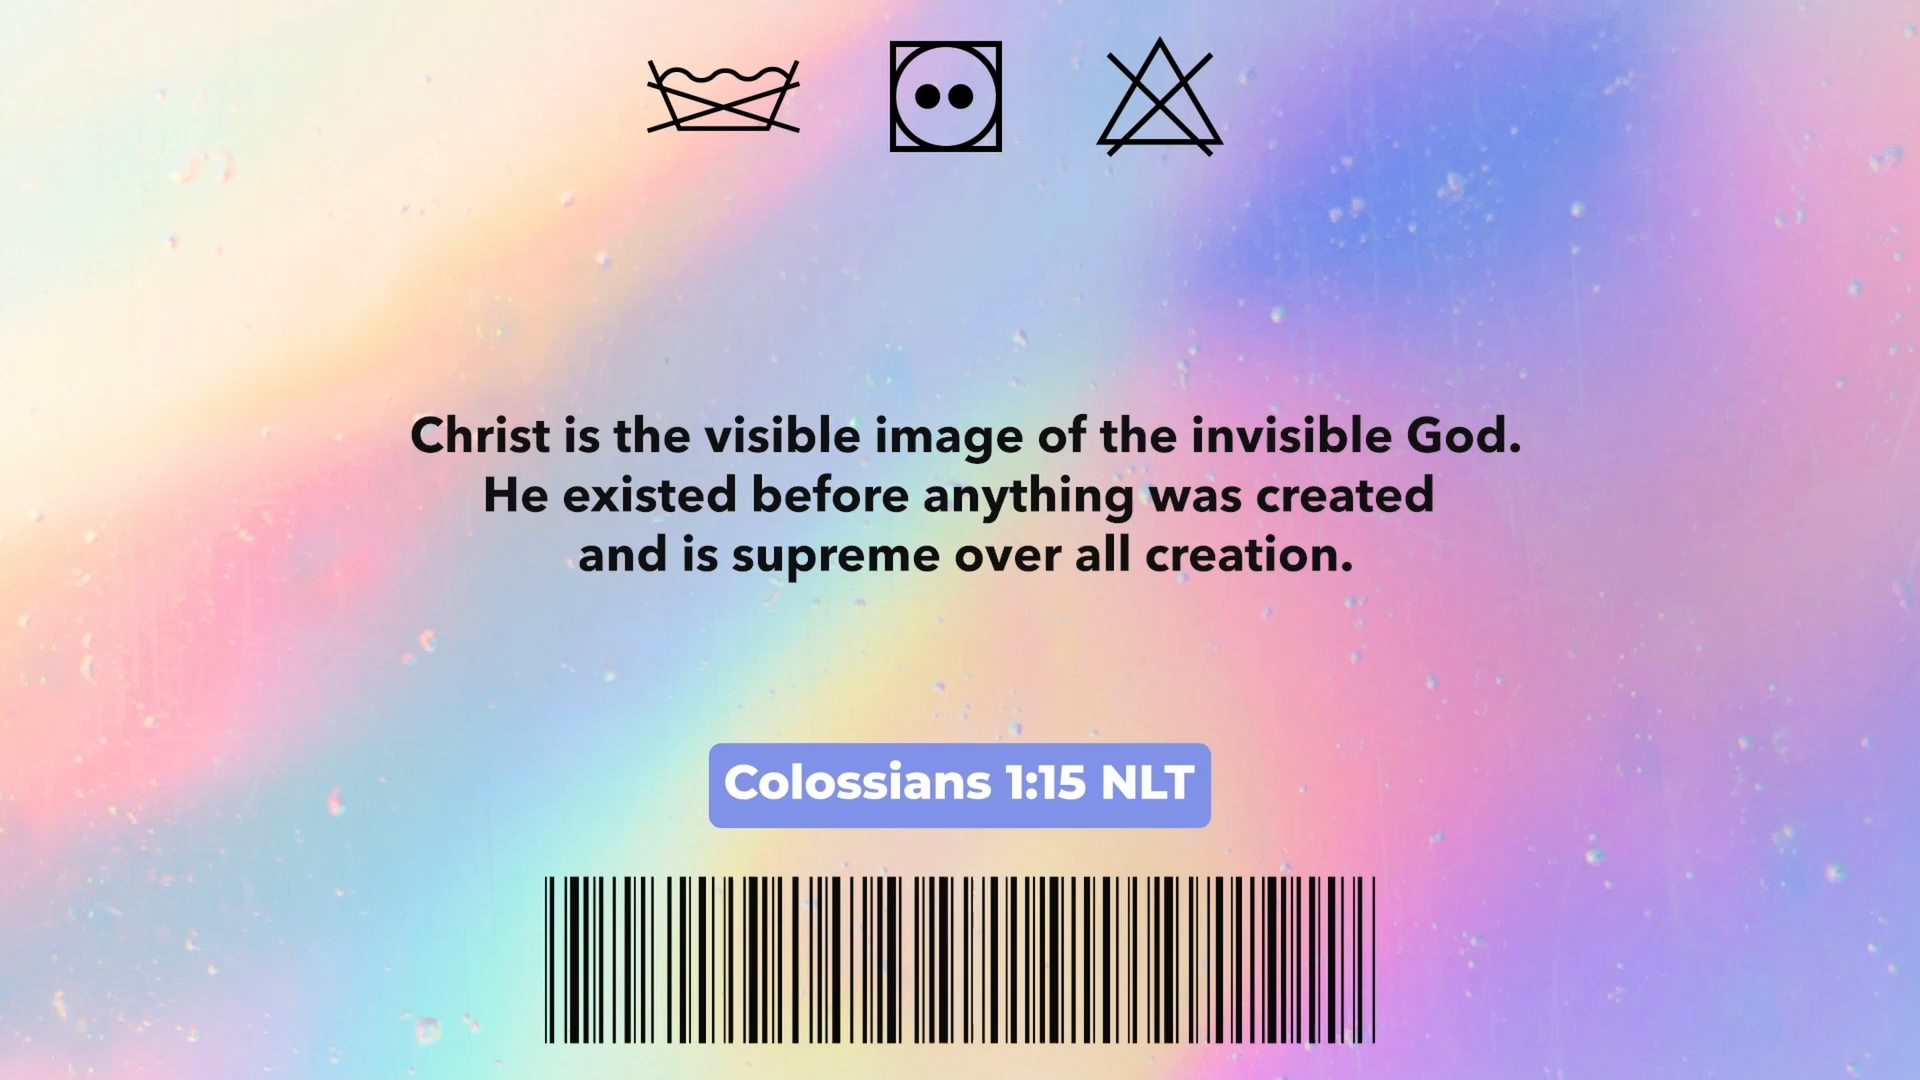 Christ is the visible image of the invisible God.
He existed before anything was created
and is supreme over all creation.
Colossians 1:15 NLT